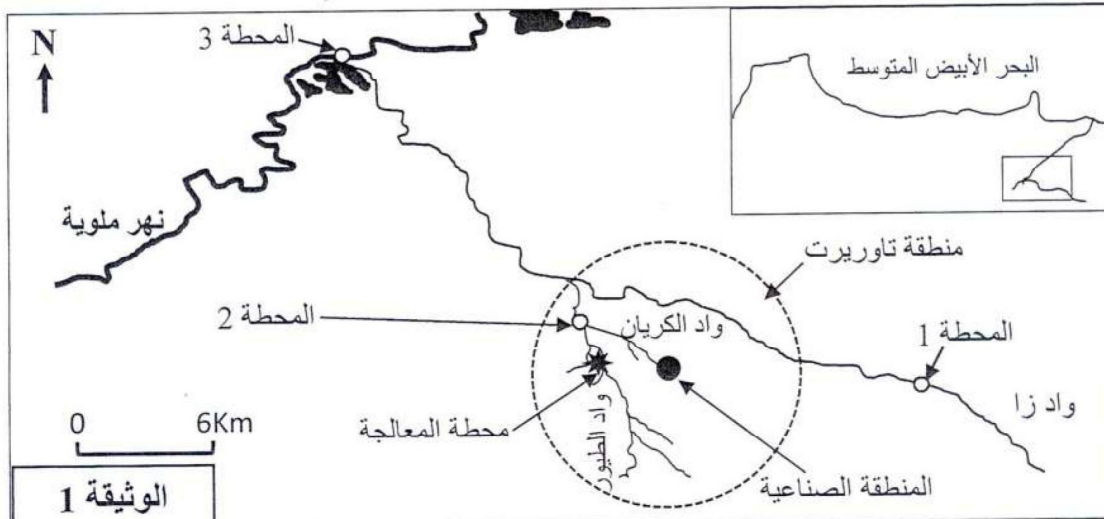 N
المحطة 3
البحر الأبيض المتوسط
نهر ملوية
منطقة تاوريرت
المحطة 2
واد الكريان
المحطة 1
واد زا
0 6Km
محطة المعالجة
واد الطيور
المنطقة الصناعية
الوثيقة 1